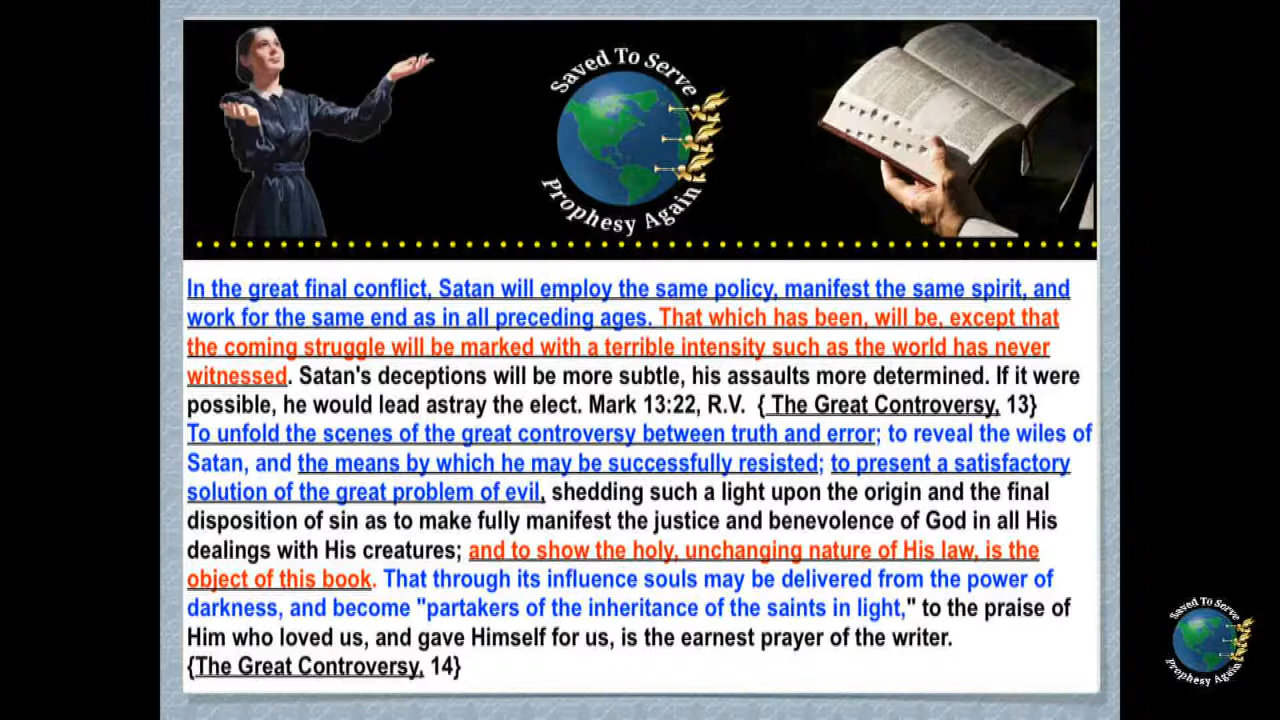 Saved To Serve
Prophesy Again
In the great final conflict, Satan will employ the same policy, manifest the same spirit, and
work for the same end as in all preceding ages. That which has been, will be, except that
the coming struggle will be marked with a terrible intensity such as the world has never
witnessed. Satan's deceptions will be more subtle, his assaults more determined. If it were
possible, he would lead astray the elect. Mark 13:22, R.V. { The Great Controversy, 13}
To unfold the scenes of the great controversy between truth and error; to reveal the wiles of
Satan, and the means by which he may be successfully resisted; to present a satisfactory
solution of the great problem of evil, shedding such a light upon the origin and the final
disposition of sin as to make fully manifest the justice and benevolence of God in all His
dealings with His creatures; and to show the holy, unchanging nature of His law, is the
object of this book. That through its influence souls may be delivered from the power of
darkness, and become "partakers of the inheritance of the saints in light," to the praise of
Him who loved us, and gave Himself for us, is the earnest prayer of the writer.
{The Great Controversy, 14}
Saved To Serve
Prophesy Again